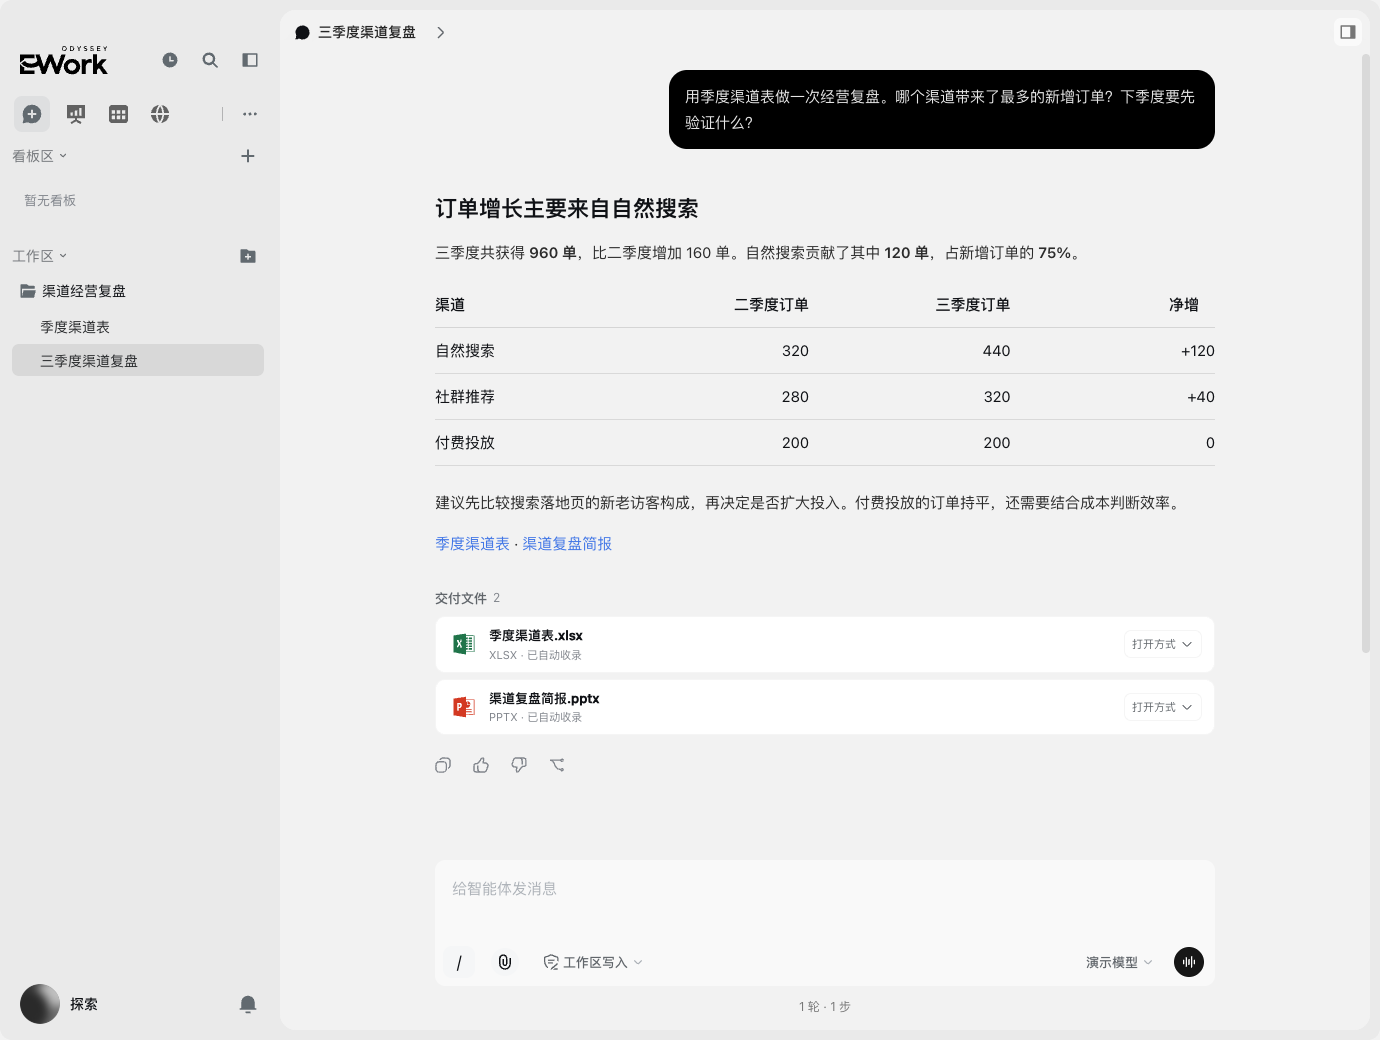 ODYSSEY
EWork
看板区
暂无看板
工作区
渠道经营复盘
季度渠道表
三季度渠道复盘
探索
三季度渠道复盘
用季度渠道表做一次经营复盘。哪个渠道带来了最多的新增订单？下季度要先
验证什么？
订单增长主要来自自然搜索
三季度共获得 960 单，比二季度增加 160 单。自然搜索贡献了其中 120 单，占新增订单的 75%。
渠道 二季度订单 三季度订单 净增
自然搜索 320 440 +120
社群推荐 280 320 +40
付费投放 200 200 0
建议先比较搜索落地页的新老访客构成，再决定是否扩大投入。付费投放的订单持平，还需要结合成本判断效率。
季度渠道表 · 渠道复盘简报
交付文件 2
季度渠道表.xlsx
XLSX · 已自动收录
打开方式
渠道复盘简报.pptx
PPTX · 已自动收录
打开方式
给智能体发消息
/ 工作区写入 演示模型
1 轮 · 1 步